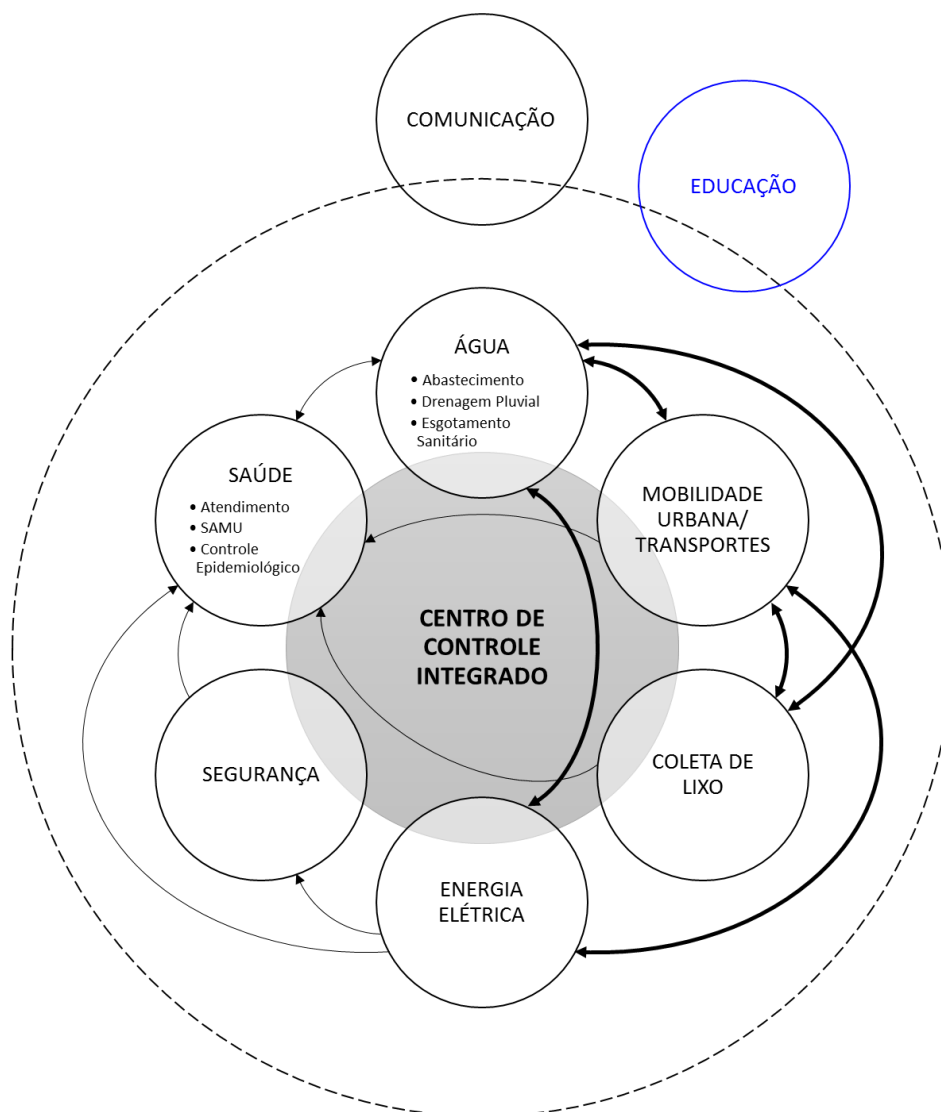 COMUNICAÇÃO
EDUCAÇÃO
ÁGUA
• Abastecimento
• Drenagem Pluvial
• Esgotamento
Sanitário
SAÚDE
• Atendimento
• SAMU
• Controle
Epidemiológico
MOBILIDADE
URBANA/
TRANSPORTES
CENTRO DE
CONTROLE
INTEGRADO
SEGURANÇA
COLETA DE
LIXO
ENERGIA
ELÉTRICA